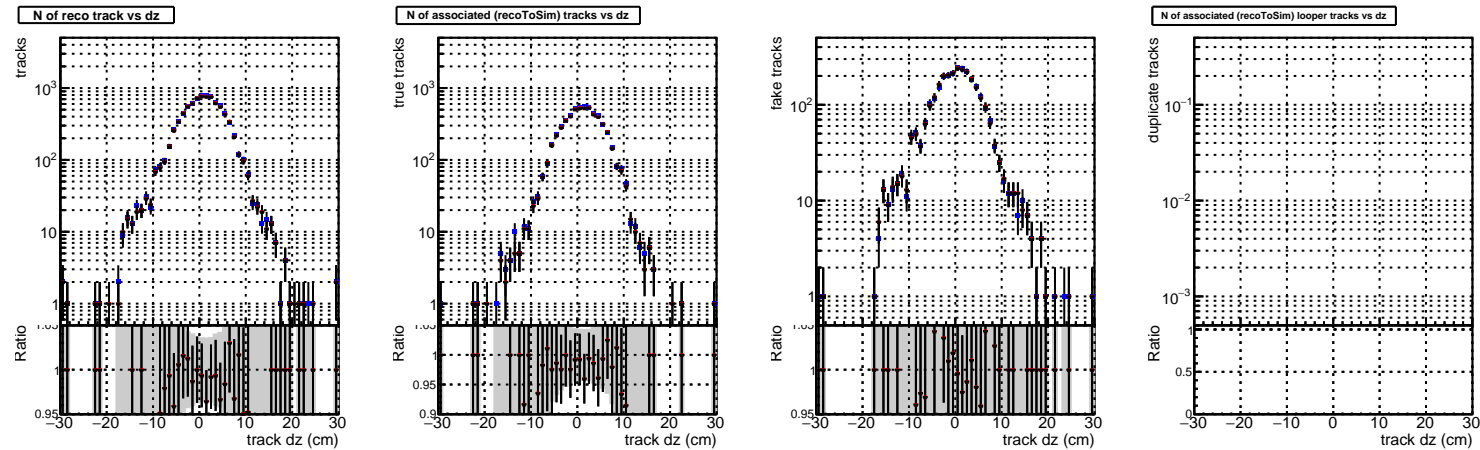 N of reco track vs dz
tracks
10³
10²
10
1
Ratio
1.05
1
0.95
−30 −20 −10 0 10 20 30
track dz (cm)
N of associated (recoToSim) tracks vs dz
true tracks
10³
10²
10
1
Ratio
1.05
1
0.95
0.9
−30 −20 −10 0 10 20 30
track dz (cm)
fake tracks
10²
10
1
Ratio
1.05
1
0.95
−30 −20 −10 0 10 20 30
track dz (cm)
N of associated (recoToSim) looper tracks vs dz
duplicate tracks
10⁻¹
10⁻²
10⁻³
Ratio
1
0.5
0
−30 −20 −10 0 10 20 30
track dz (cm)